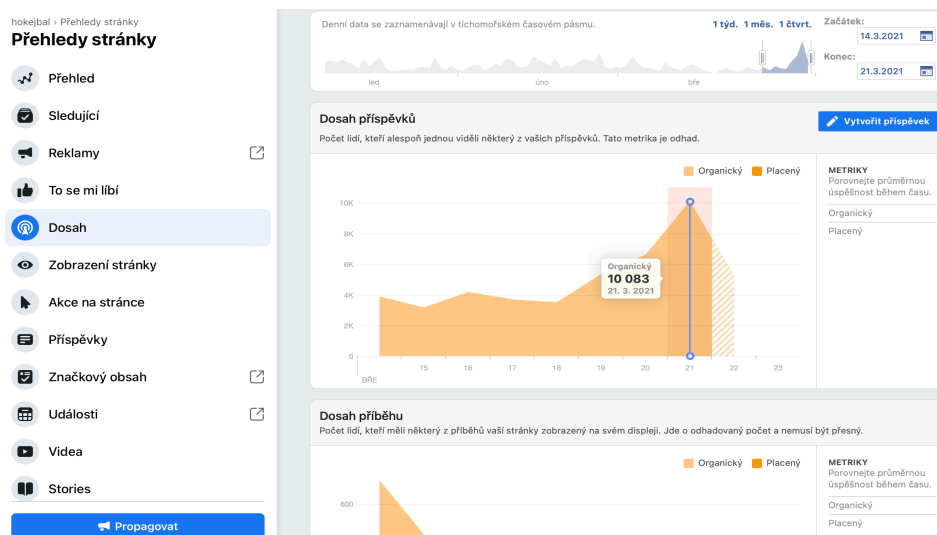 hokejbal › Přehledy stránky
Přehledy stránky
Přehled
Sledující
Reklamy
To se mi líbí
Dosah
Zobrazení stránky
Akce na stránce
Příspěvky
Značkový obsah
Události
Videa
Stories
Propagovat
Denní data se zaznamenávají v tichomořském časovém pásmu.
1 týd. 1 měs. 1 čtvrt.
Začátek:
14.3.2021
Konec:
21.3.2021
led úno bře
Dosah příspěvků
Počet lidí, kteří alespoň jednou viděli některý z vašich příspěvků. Tato metrika je odhad.
Vytvořit příspěvek
Organický Placený
10K
8K
6K
4K
2K
0
Organický
10 083
21. 3. 2021
15 16 17 18 19 20 21 22 23
BŘE
METRIKY
Porovnejte průměrnou
úspěšnost během času.
Organický
Placený
Dosah příběhu
Počet lidí, kteří měli některý z příběhů vaší stránky zobrazený na svém displeji. Jde o odhadovaný počet a nemusí být přesný.
Organický Placený
600
METRIKY
Porovnejte průměrnou
úspěšnost během času.
Organický
Placený